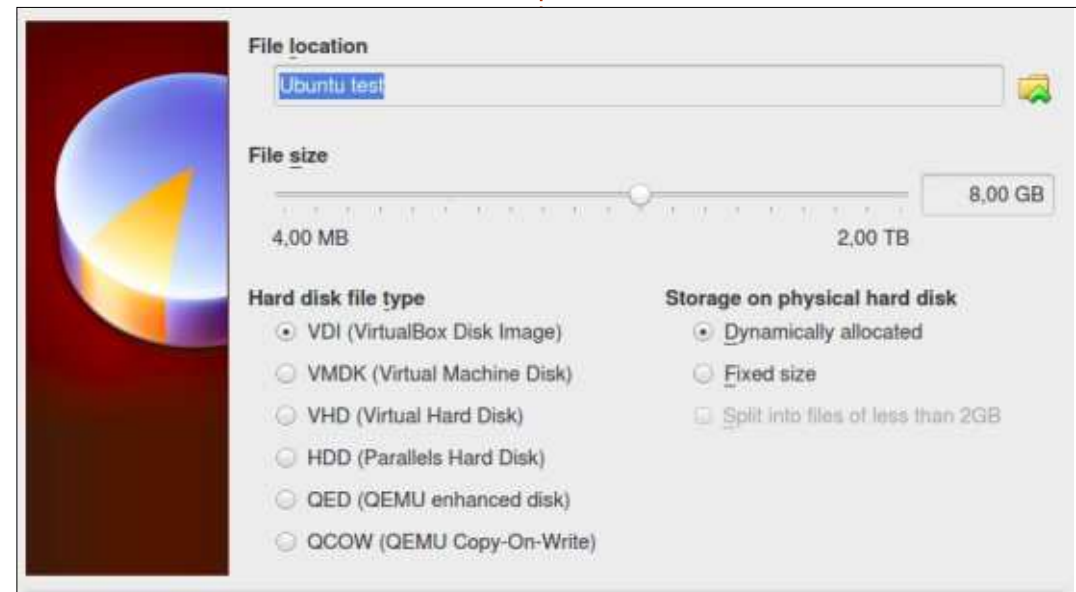 File location
Ubuntu test
File size
8,00 GB
4,00 MB 2,00 TB
Hard disk file type
VDI (VirtualBox Disk Image)
VMDK (Virtual Machine Disk)
VHD (Virtual Hard Disk)
HDD (Parallels Hard Disk)
QED (QEMU enhanced disk)
QCOW (QEMU Copy-On-Write)
Storage on physical hard disk
Dynamically allocated
Fixed size
Split into files of less than 2GB